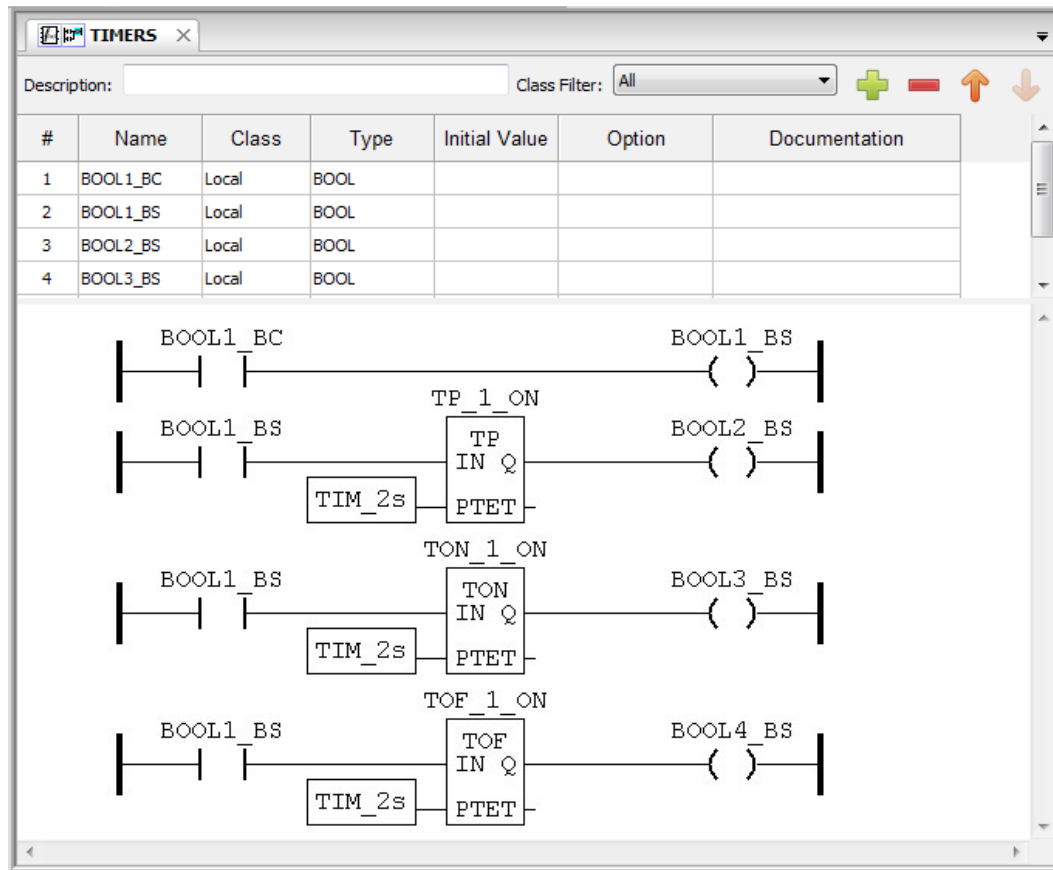 TIMERS
Description: Class Filter: All
# Name Class Type Initial Value Option Documentation
1 BOOL1_BC Local BOOL
2 BOOL1_BS Local BOOL
3 BOOL2_BS Local BOOL
4 BOOL3_BS Local BOOL
BOOL1_BC BOOL1_BS
( )
TP_1_ON
BOOL1_BS BOOL2_BS
TP
IN Q ( )
TIM_2s PTET
TON_1_ON
BOOL1_BS BOOL3_BS
TON
IN Q ( )
TIM_2s PTET
TOF_1_ON
BOOL1_BS BOOL4_BS
TOF
IN Q ( )
TIM_2s PTET